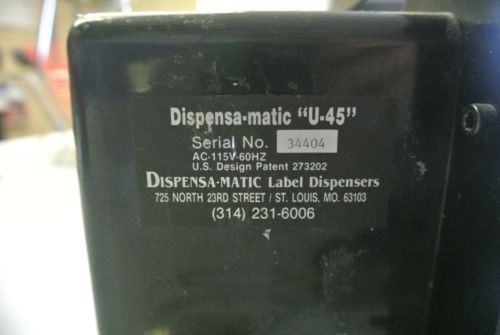 Dispensa-matic "U-45"
Serial No. 34404
AC-115V-60HZ
U.S. Design Patent 273202
DISPENSA-MATIC Label Dispensers
725 NORTH 23RD STREET / ST. LOUIS, MO. 63103
(314) 231-6006